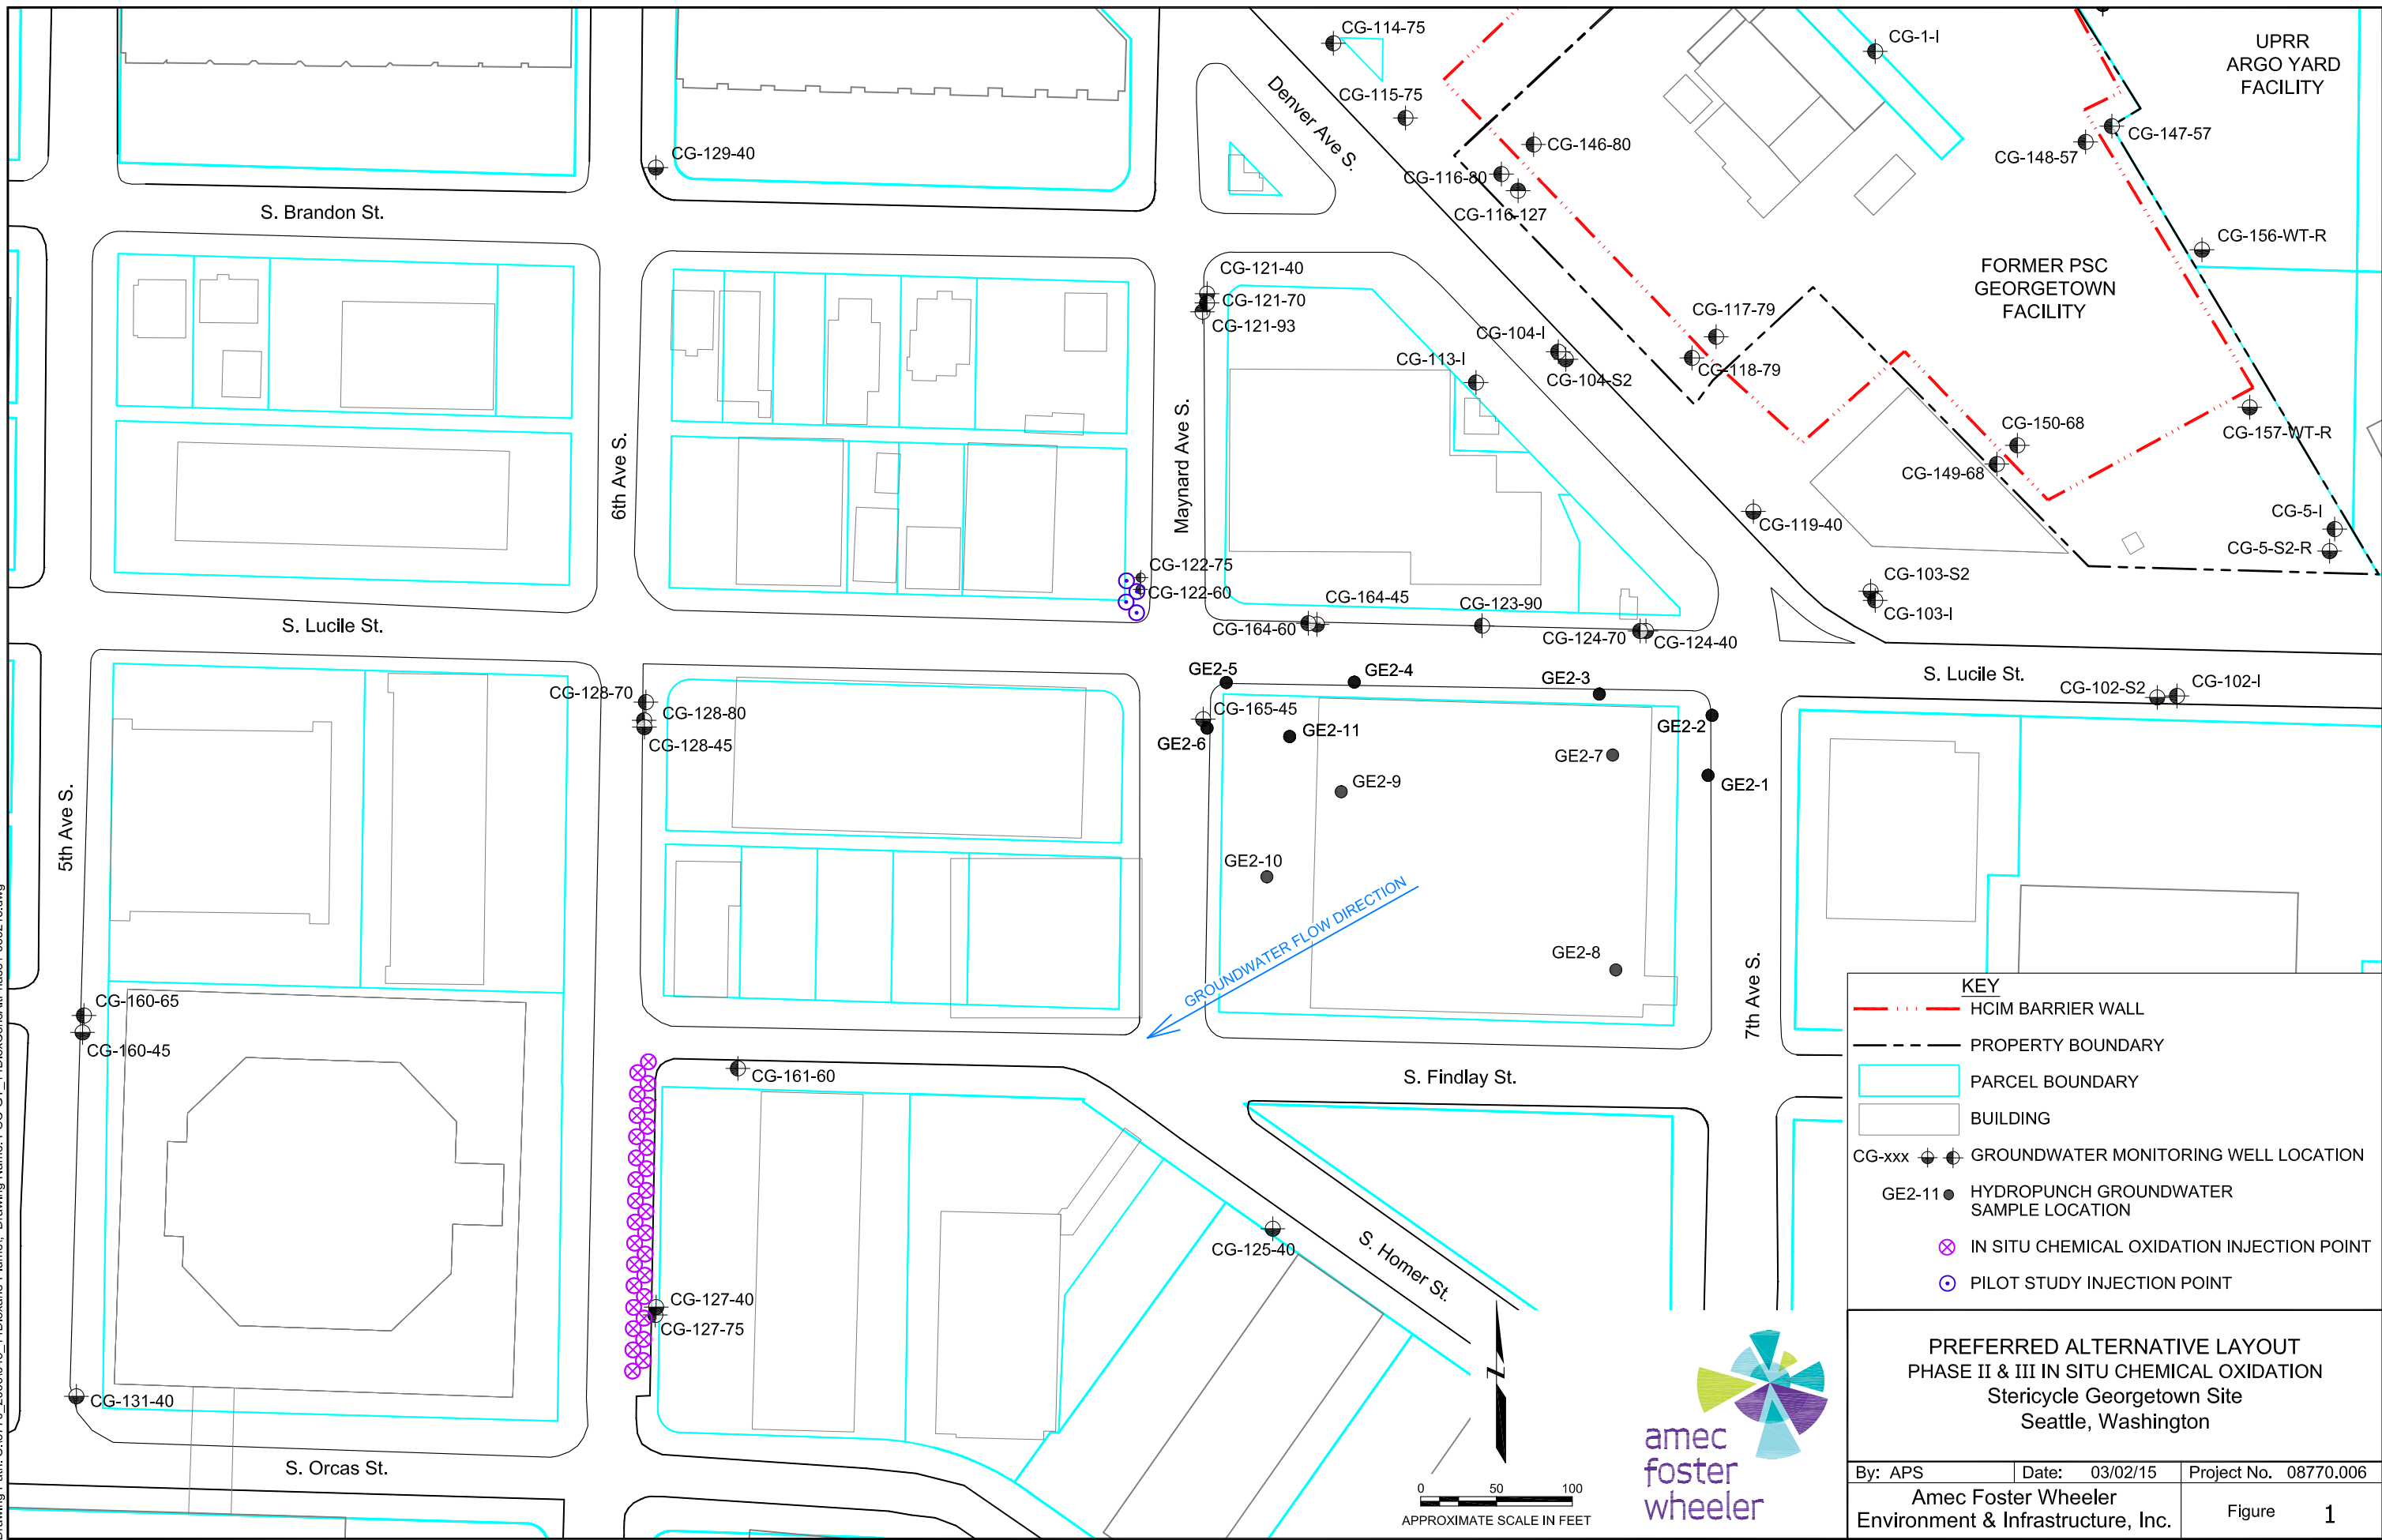 CG-114-75
CG-1-I
UPRR
ARGO YARD
FACILITY
CG-115-75
Denver Ave S.
CG-147-57
CG-146-80
CG-148-57
CG-129-40
CG-116-80
S. Brandon St.
CG-116-127
CG-156-WT-R
FORMER PSC
GEORGETOWN
FACILITY
CG-121-40
CG-121-70
CG-121-93
CG-117-79
CG-104-I
CG-113-I
CG-118-79
CG-104-S2
Maynard Ave S.
6th Ave S.
CG-150-68
CG-157-WT-R
CG-149-68
CG-5-I
CG-119-40
CG-5-S2-R
CG-122-75
CG-122-60
CG-103-S2
CG-103-I
CG-164-45
CG-123-90
S. Lucile St.
CG-164-60
CG-124-70
CG-124-40
GE2-5
GE2-4
GE2-3
S. Lucile St.
CG-102-S2
CG-102-I
CG-128-70
CG-128-80
CG-128-45
CG-165-45
GE2-6
GE2-11
GE2-2
GE2-7
GE2-1
GE2-9
5th Ave S.
GE2-10
GROUNDWATER FLOW DIRECTION
GE2-8
7th Ave S.
CG-160-65
CG-160-45
CG-161-60
S. Findlay St.
CG-125-40
S. Homer St.
CG-127-40
CG-127-75
CG-131-40
S. Orcas St.
KEY
HCIM BARRIER WALL
PROPERTY BOUNDARY
PARCEL BOUNDARY
BUILDING
CG-xxx GROUNDWATER MONITORING WELL LOCATION
GE2-11 HYDROPUNCH GROUNDWATER
SAMPLE LOCATION
IN SITU CHEMICAL OXIDATION INJECTION POINT
PILOT STUDY INJECTION POINT
Z
0 50 100
APPROXIMATE SCALE IN FEET
amec
foster
wheeler
PREFERRED ALTERNATIVE LAYOUT
PHASE II & III IN SITU CHEMICAL OXIDATION
Stericycle Georgetown Site
Seattle, Washington
By: APS Date: 03/02/15 Project No. 08770.006
Amec Foster Wheeler
Environment & Infrastructure, Inc.
Figure 1